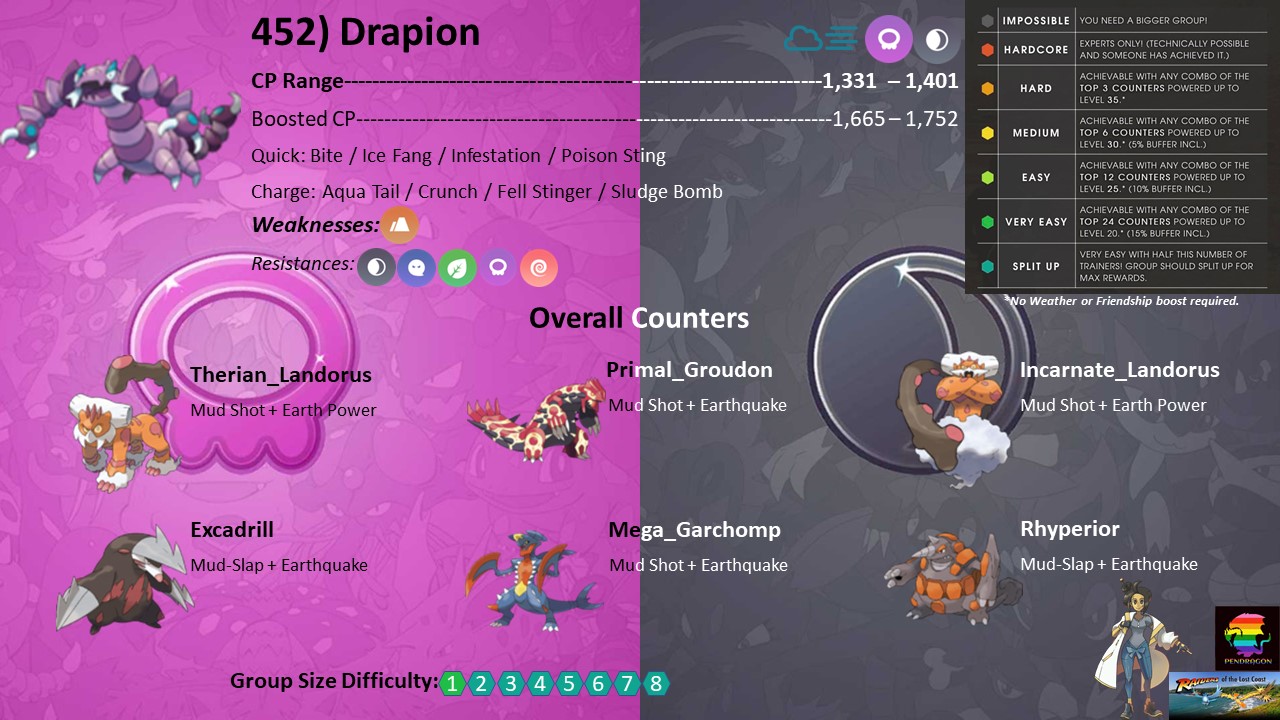 452) Drapion
CP Range------1,331 – 1,401
Boosted CP------1,665 – 1,752
Quick: Bite / Ice Fang / Infestation / Poison Sting
Charge: Aqua Tail / Crunch / Fell Stinger / Sludge Bomb
Weaknesses:
Resistances:
IMPOSSIBLE YOU NEED A BIGGER GROUP!
HARDCORE EXPERTS ONLY! (TECHNICALLY POSSIBLE
AND SOMEONE HAS ACHIEVED IT.)
HARD ACHIEVABLE WITH ANY COMBO OF THE
TOP 3 COUNTERS POWERED UP TO
LEVEL 35.*
MEDIUM ACHIEVABLE WITH ANY COMBO OF THE
TOP 6 COUNTERS POWERED UP TO
LEVEL 30.* (5% BUFFER INCL.)
EASY ACHIEVABLE WITH ANY COMBO OF THE
TOP 12 COUNTERS POWERED UP TO
LEVEL 25.* (10% BUFFER INCL.)
VERY EASY ACHIEVABLE WITH ANY COMBO OF THE
TOP 24 COUNTERS POWERED UP TO
LEVEL 20.* (15% BUFFER INCL.)
SPLIT UP VERY EASY WITH HALF THIS NUMBER OF
TRAINERS! GROUP SHOULD SPLIT UP FOR
MAX REWARDS.
*No Weather or Friendship boost required.
Overall Counters
Therian_Landorus
Mud Shot + Earth Power
Primal_Groudon
Mud Shot + Earthquake
Incarnate_Landorus
Mud Shot + Earth Power
Excadrill
Mud-Slap + Earthquake
Mega_Garchomp
Mud Shot + Earthquake
Rhyperior
Mud-Slap + Earthquake
Group Size Difficulty: 1 2 3 4 5 6 7 8
PENDRAGON
RAIDERS of the Lost Coast